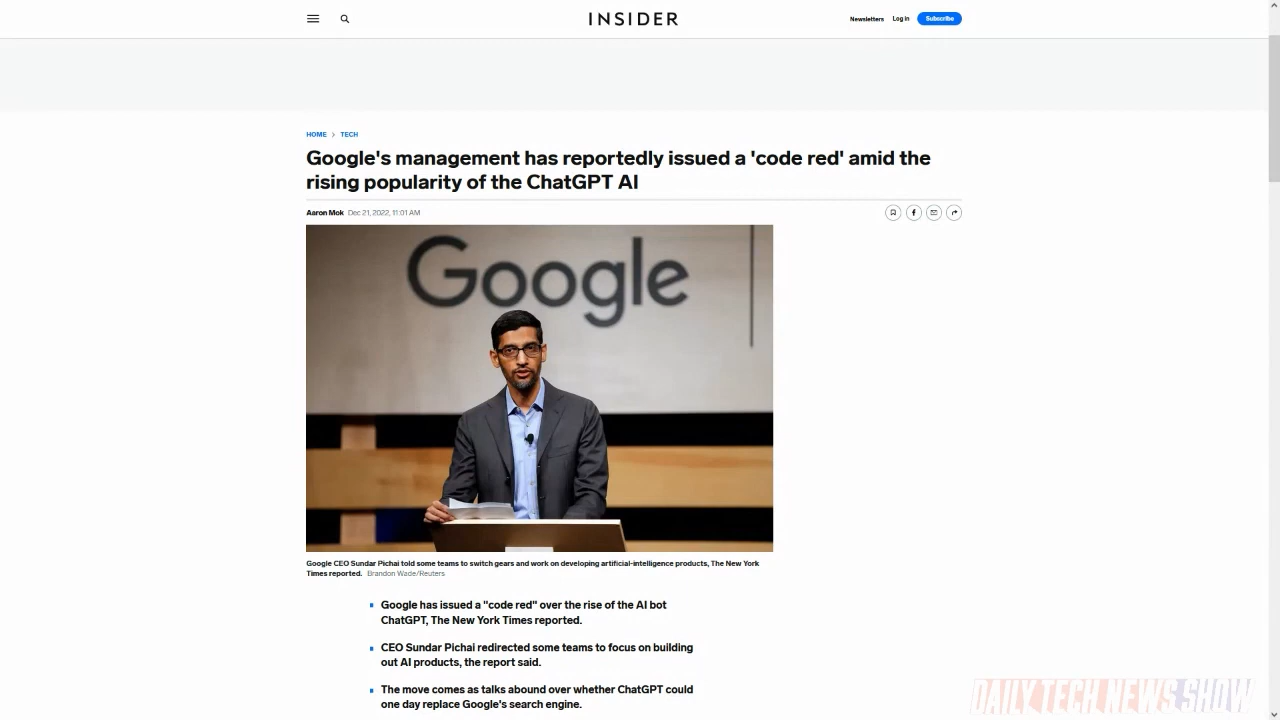 INSIDER
Newsletters Log in Subscribe
HOME > TECH
Google's management has reportedly issued a 'code red' amid the
rising popularity of the ChatGPT AI
Aaron Mok Dec 21, 2022, 11:01 AM
Google
Google CEO Sundar Pichai told some teams to switch gears and work on developing artificial-intelligence products, The New York
Times reported. Brandon Wade/Reuters
Google has issued a "code red" over the rise of the AI bot
ChatGPT, The New York Times reported.
CEO Sundar Pichai redirected some teams to focus on building
out AI products, the report said.
The move comes as talks abound over whether ChatGPT could
one day replace Google's search engine.
DAILY TECH NEWS SHOW